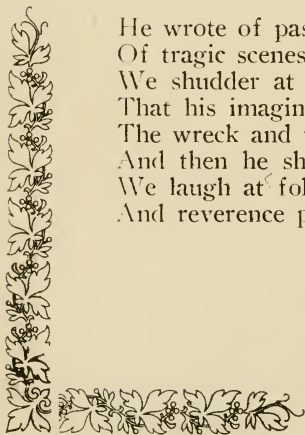 He wrote of pas
Of tragic scenes
We shudder at
That his imagin
The wreck and
And then he sh
We laugh at fol
And reverence p